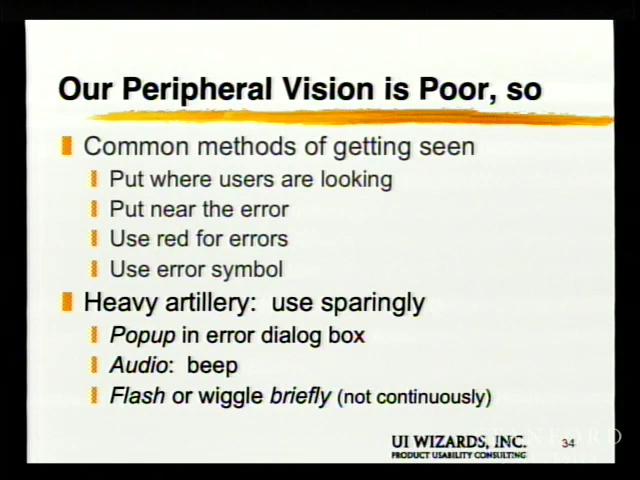 Our Peripheral Vision is Poor, so
Common methods of getting seen
Put where users are looking
Put near the error
Use red for errors
Use error symbol
Heavy artillery: use sparingly
Popup in error dialog box
Audio: beep
Flash or wiggle briefly (not continuously)
UI WIZARDS, INC.
PRODUCT USABILITY CONSULTING
34
STANFORD